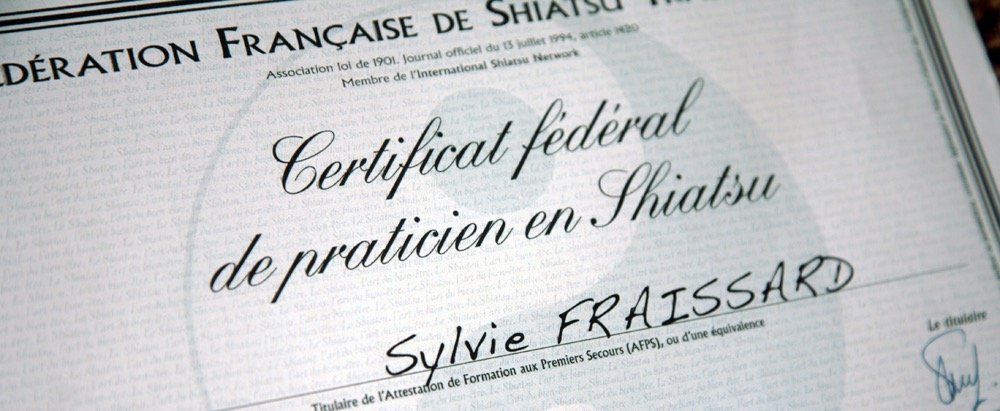 DÉRATION FRANÇAISE DE SHIATSU TRA
Association loi de 1901. Journal officiel du 13 juillet 1994, article 1420
Membre de l'International Shiatsu Network
Certificat fédéral
de praticien en Shiatsu
Sylvie FRAISSARD
Titulaire de l'Attestation de Formation aux Premiers Secours (AFPS), ou d'une équivalence
Le titulaire